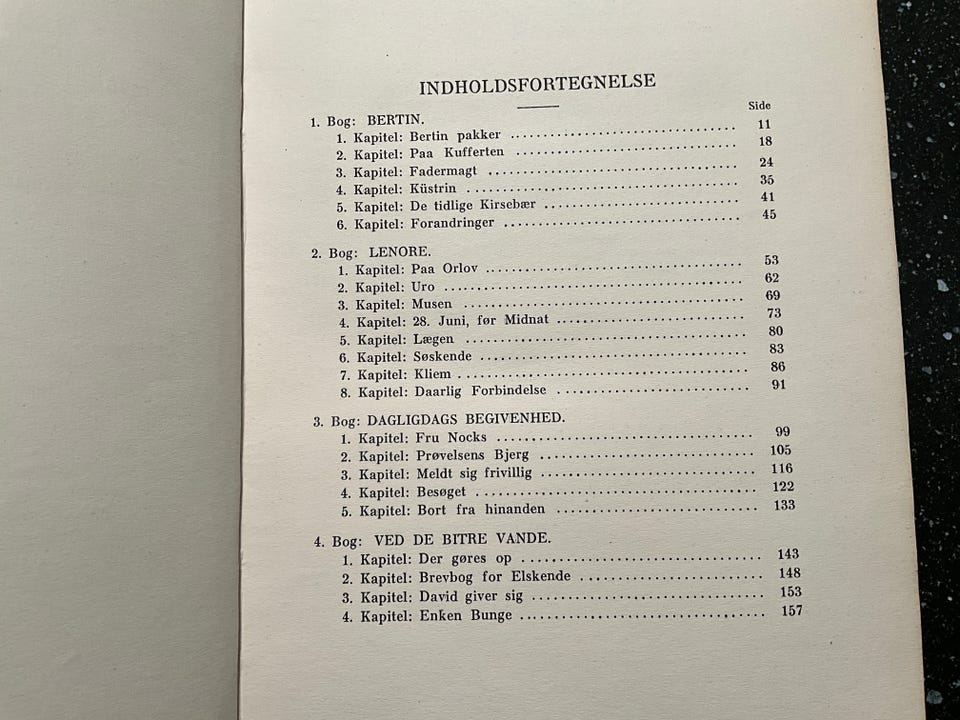 INDHOLDSFORTEGNELSE
Side
1. Bog: BERTIN.
1. Kapitel: Bertin pakker .......... 11
2. Kapitel: Paa Kufferten .......... 18
3. Kapitel: Fadermagt .......... 24
4. Kapitel: Küstrin .......... 35
5. Kapitel: De tidlige Kirsebær .......... 41
6. Kapitel: Forandringer .......... 45
2. Bog: LENORE.
1. Kapitel: Paa Orlov .......... 53
2. Kapitel: Uro .......... 62
3. Kapitel: Musen .......... 69
4. Kapitel: 28. Juni, før Midnat .......... 73
5. Kapitel: Lægen .......... 80
6. Kapitel: Søskende .......... 83
7. Kapitel: Kliem .......... 86
8. Kapitel: Daarlig Forbindelse .......... 91
3. Bog: DAGLIGDAGS BEGIVENHED.
1. Kapitel: Fru Nocks .......... 99
2. Kapitel: Prøvelsens Bjerg .......... 105
3. Kapitel: Meldt sig frivillig .......... 116
4. Kapitel: Besøget .......... 122
5. Kapitel: Bort fra hinanden .......... 133
4. Bog: VED DE BITRE VANDE.
1. Kapitel: Der gøres op .......... 143
2. Kapitel: Brevbog for Elskende .......... 148
3. Kapitel: David giver sig .......... 153
4. Kapitel: Enken Bunge .......... 157